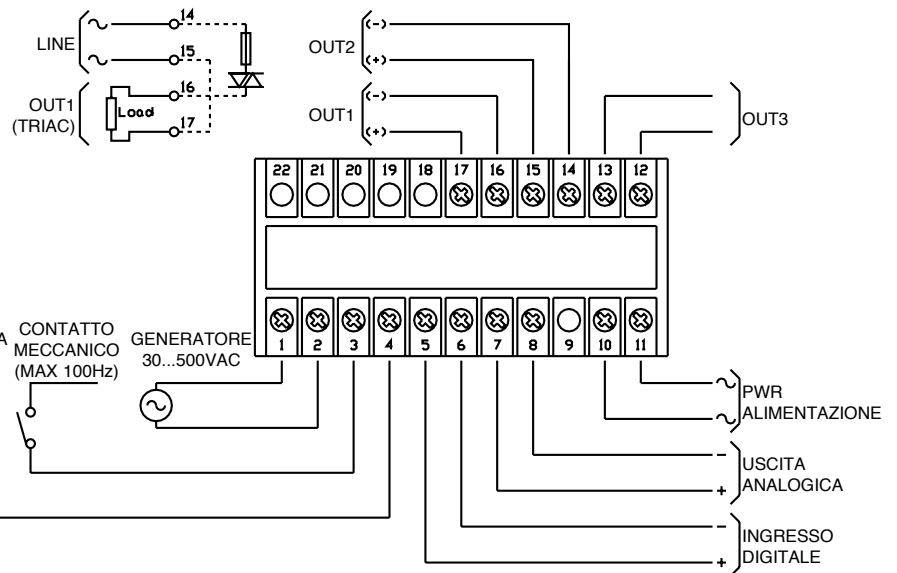 14
LINE
15
16
OUT1
(TRIAC)
Load
17
OUT2
(-)
(+)
OUT1
(-)
(+)
OUT3
22 21 20 19 18 17 16 15 14 13 12
1 2 3 4 5 6 7 8 9 10 11
A
CONTATTO
MECCANICO
(MAX 100Hz)
GENERATORE
30...500VAC
PWR
ALIMENTAZIONE
-
USCITA
ANALOGICA
+
-
INGRESSO
DIGITALE
+